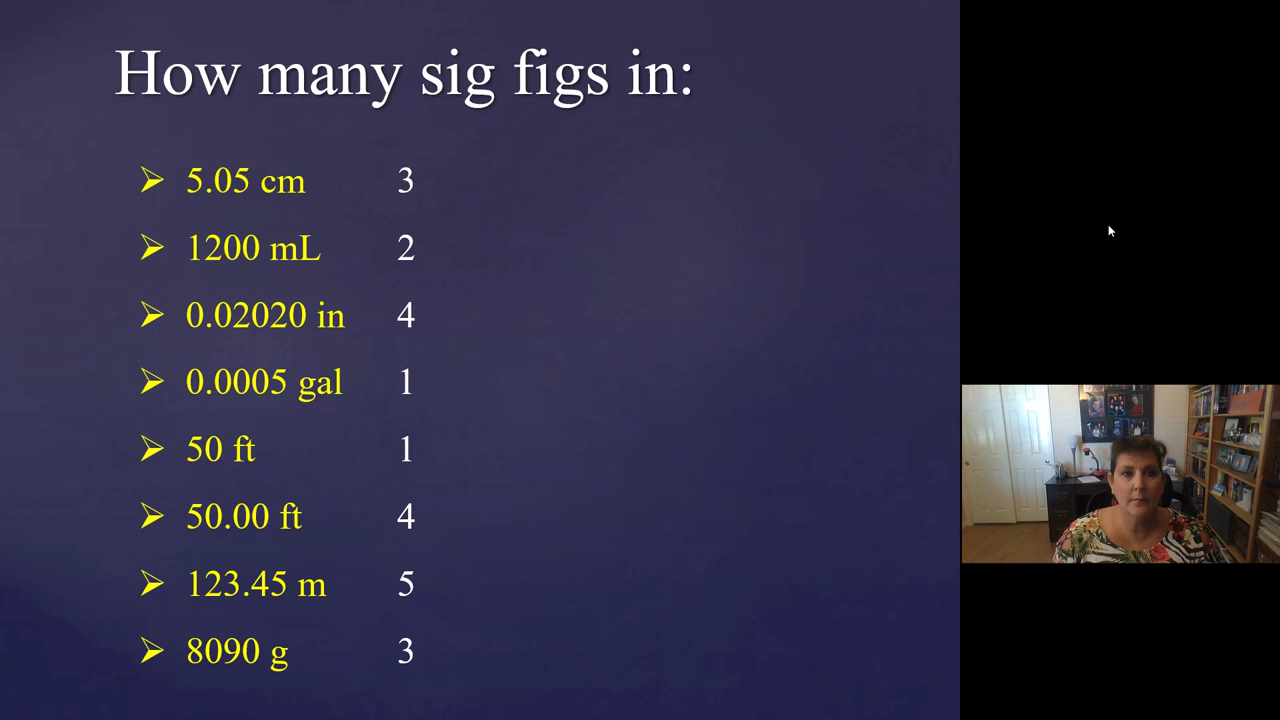 How many sig figs in:
5.05 cm 3
1200 mL 2
0.02020 in 4
0.0005 gal 1
50 ft 1
50.00 ft 4
123.45 m 5
8090 g 3